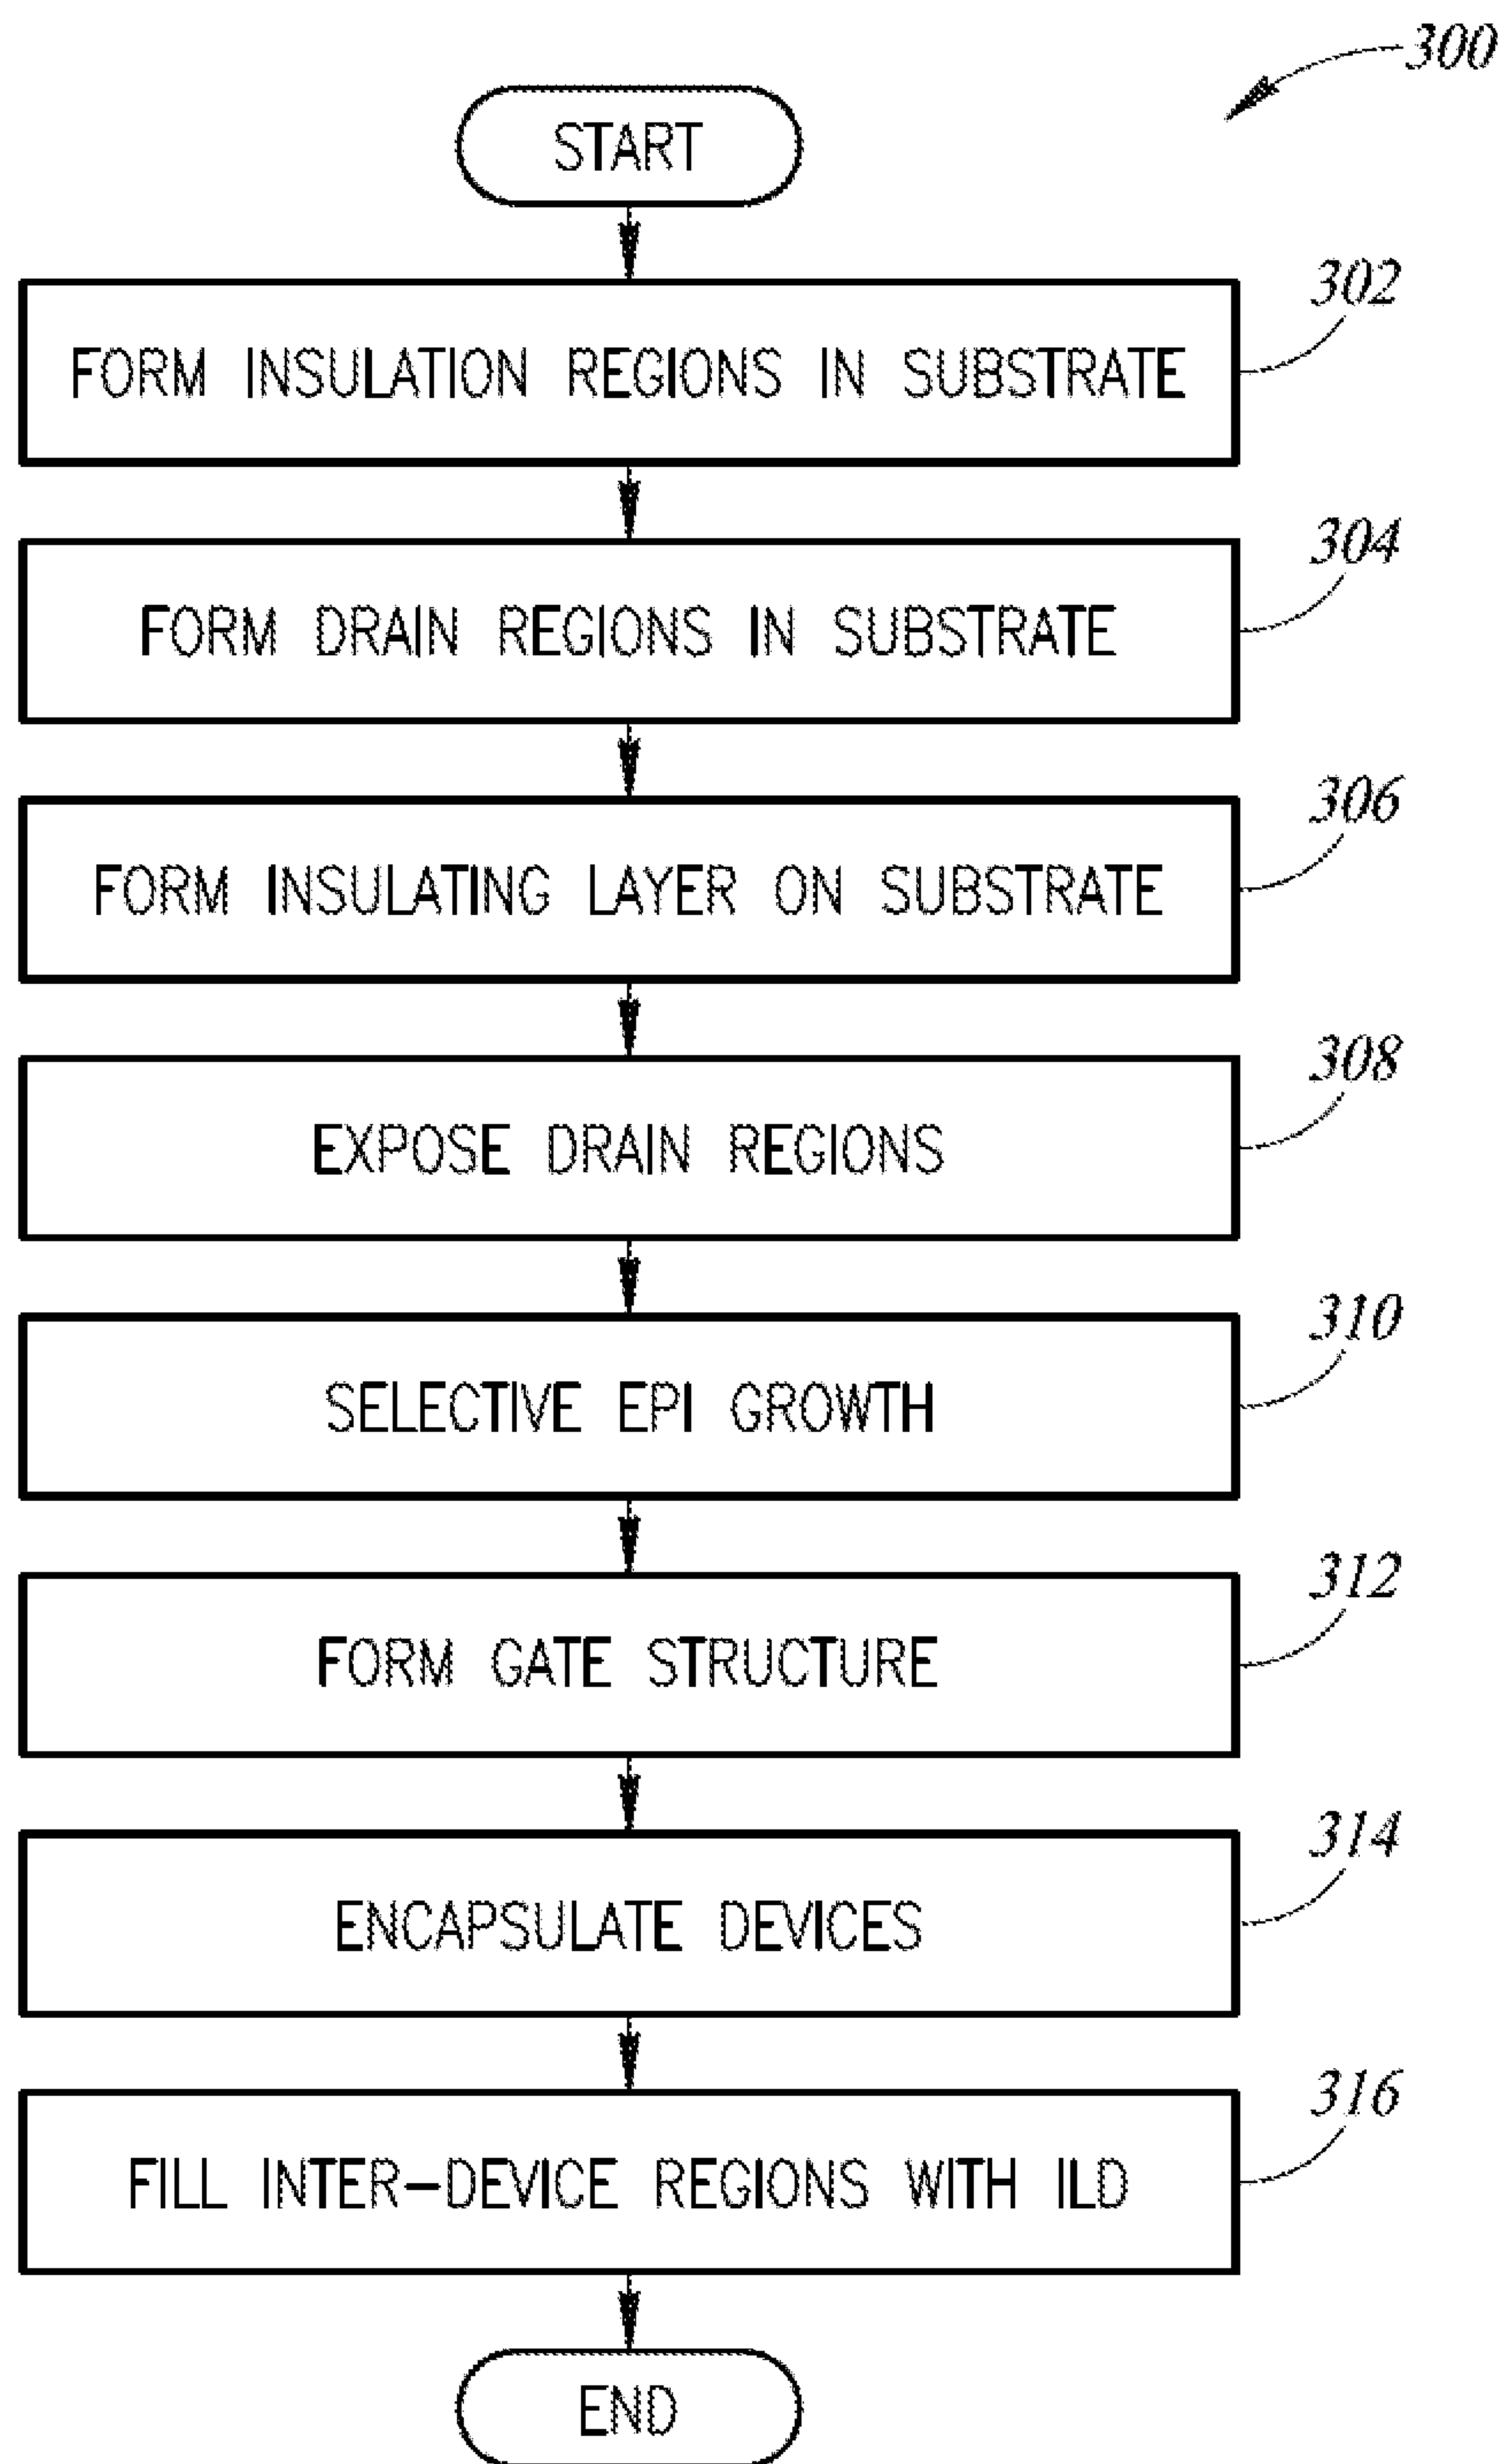 300
START
302
FORM INSULATION REGIONS IN SUBSTRATE
304
FORM DRAIN REGIONS IN SUBSTRATE
306
FORM INSULATING LAYER ON SUBSTRATE
308
EXPOSE DRAIN REGIONS
310
SELECTIVE EPI GROWTH
312
FORM GATE STRUCTURE
314
ENCAPSULATE DEVICES
316
FILL INTER-DEVICE REGIONS WITH ILD
END